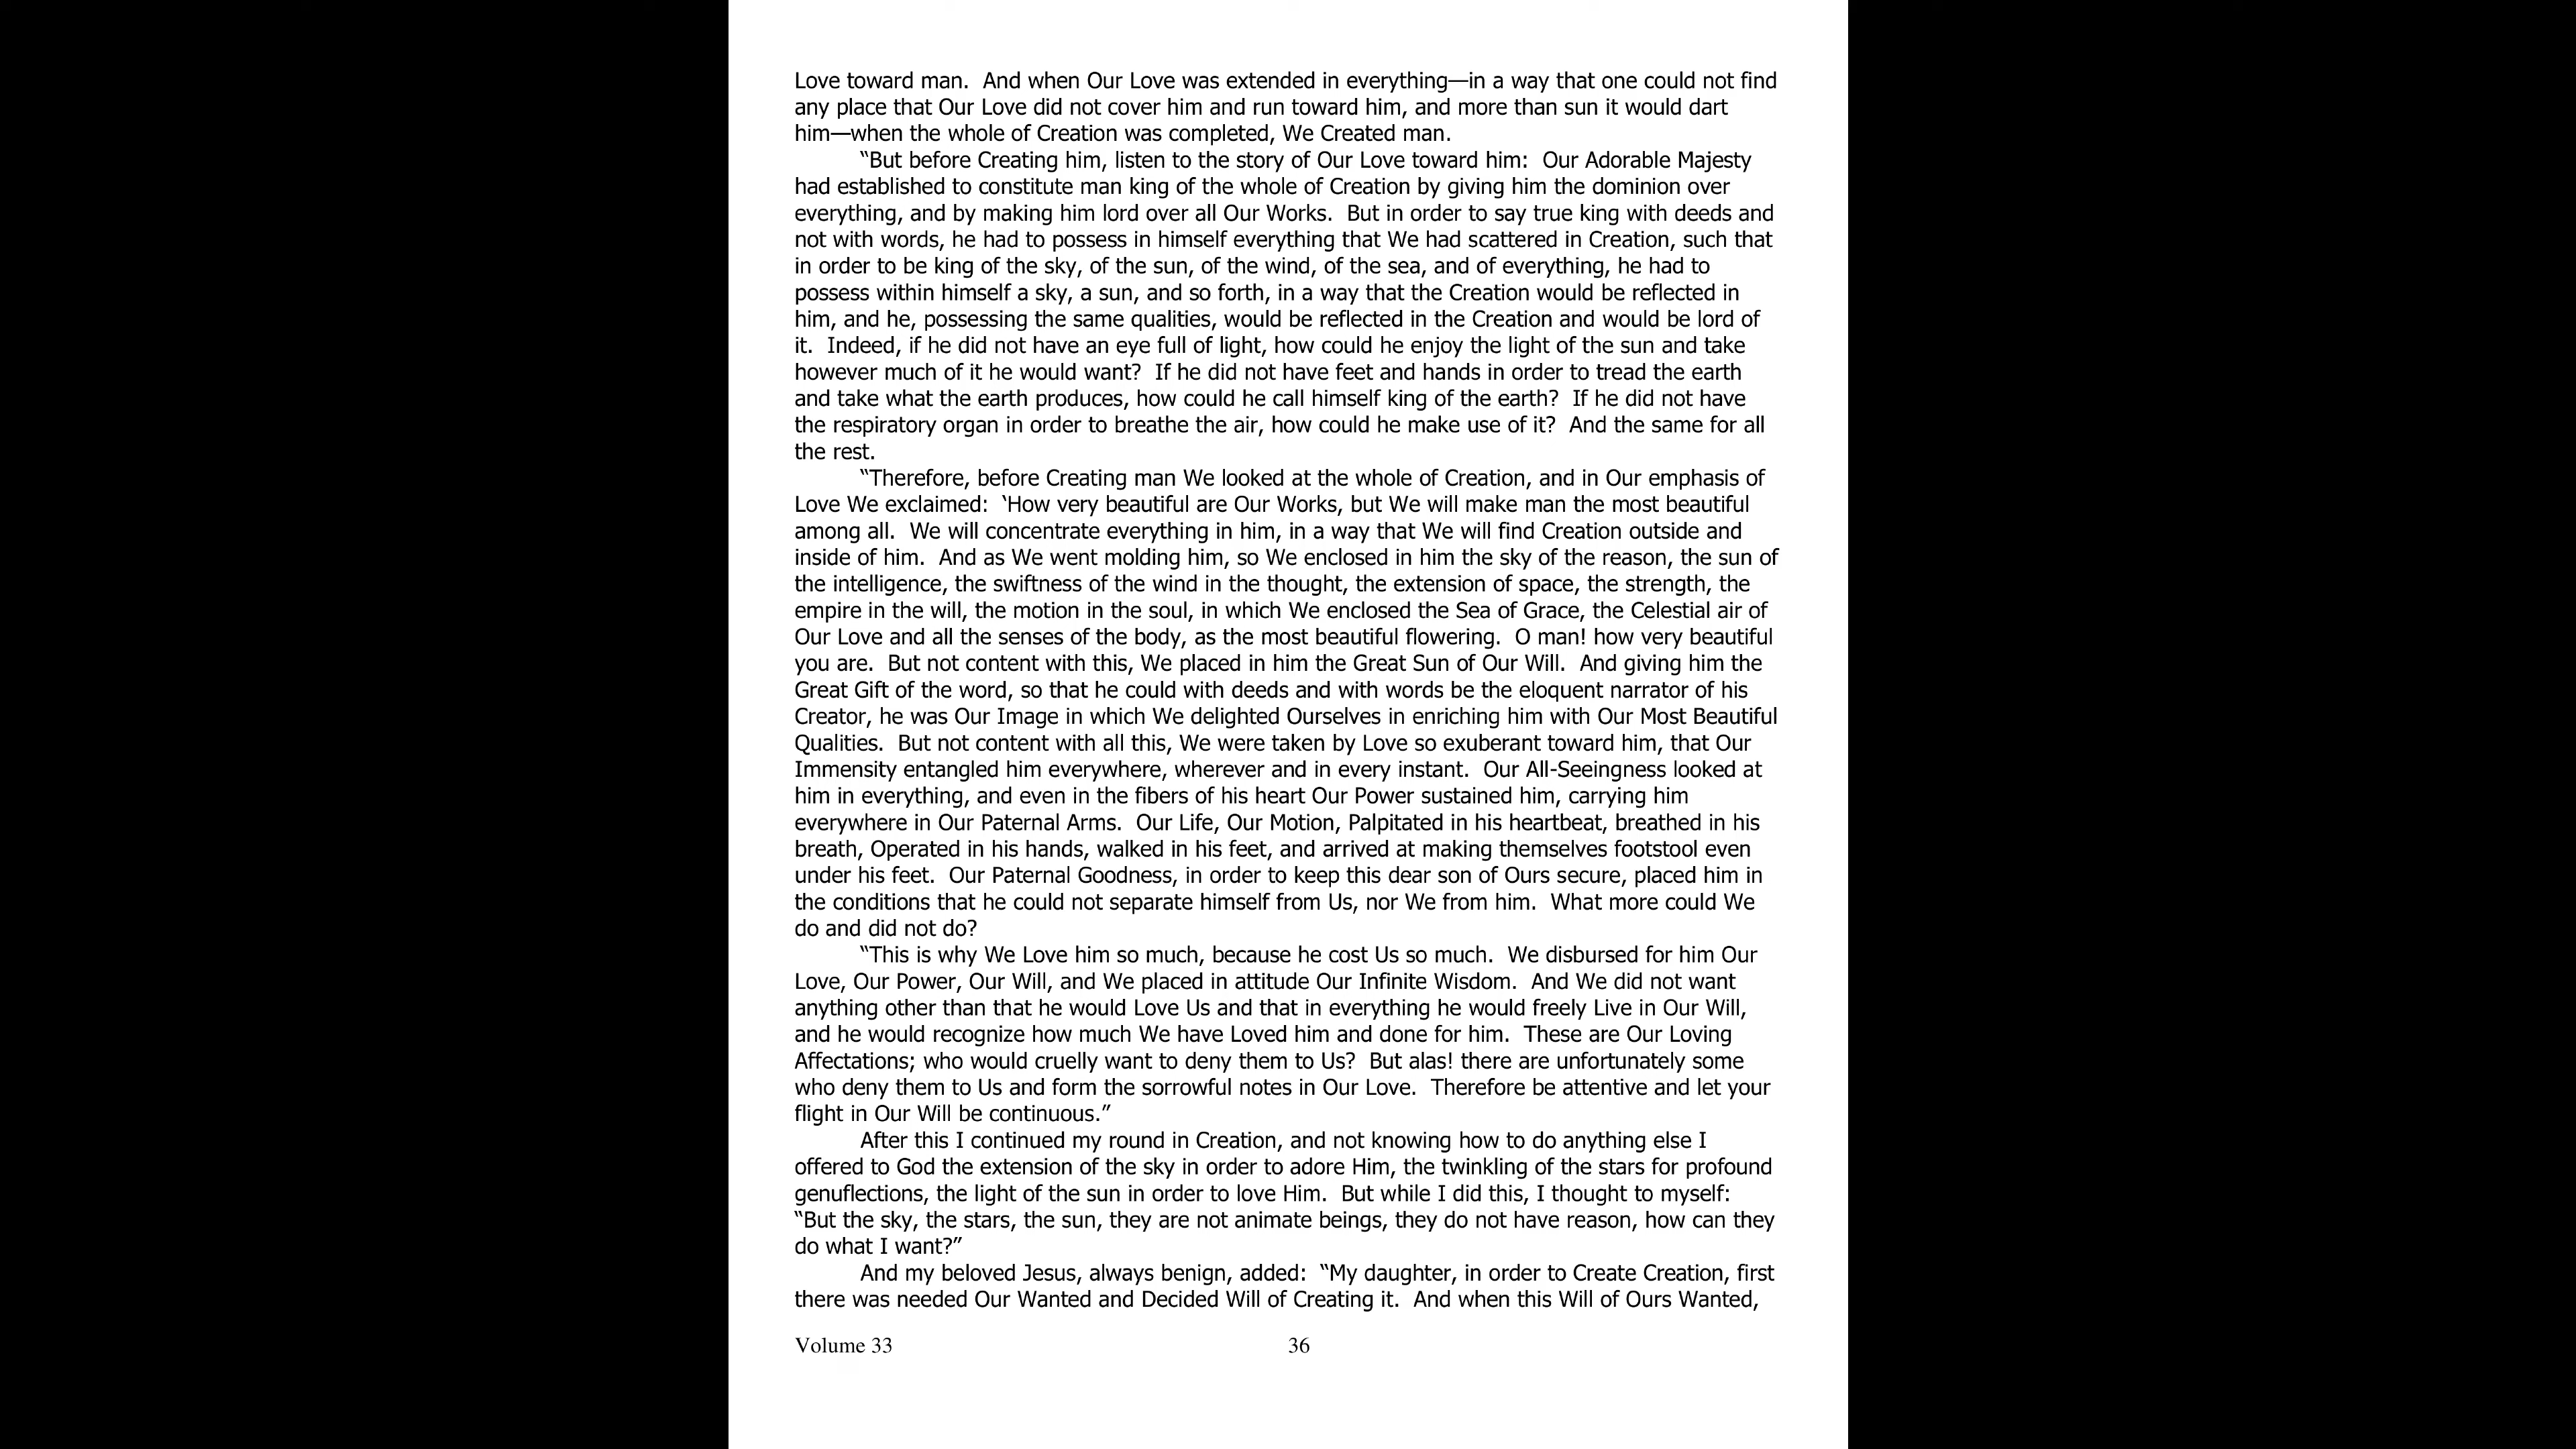 Love toward man.  And when Our Love was extended in everything—in a way that one could not find
any place that Our Love did not cover him and run toward him, and more than sun it would dart
him—when the whole of Creation was completed, We Created man.
“But before Creating him, listen to the story of Our Love toward him:  Our Adorable Majesty
had established to constitute man king of the whole of Creation by giving him the dominion over
everything, and by making him lord over all Our Works.  But in order to say true king with deeds and
not with words, he had to possess in himself everything that We had scattered in Creation, such that
in order to be king of the sky, of the sun, of the wind, of the sea, and of everything, he had to
possess within himself a sky, a sun, and so forth, in a way that the Creation would be reflected in
him, and he, possessing the same qualities, would be reflected in the Creation and would be lord of
it.  Indeed, if he did not have an eye full of light, how could he enjoy the light of the sun and take
however much of it he would want?  If he did not have feet and hands in order to tread the earth
and take what the earth produces, how could he call himself king of the earth?  If he did not have
the respiratory organ in order to breathe the air, how could he make use of it?  And the same for all
the rest.
“Therefore, before Creating man We looked at the whole of Creation, and in Our emphasis of
Love We exclaimed:  ‘How very beautiful are Our Works, but We will make man the most beautiful
among all.  We will concentrate everything in him, in a way that We will find Creation outside and
inside of him.  And as We went molding him, so We enclosed in him the sky of the reason, the sun of
the intelligence, the swiftness of the wind in the thought, the extension of space, the strength, the
empire in the will, the motion in the soul, in which We enclosed the Sea of Grace, the Celestial air of
Our Love and all the senses of the body, as the most beautiful flowering.  O man! how very beautiful
you are.  But not content with this, We placed in him the Great Sun of Our Will.  And giving him the
Great Gift of the word, so that he could with deeds and with words be the eloquent narrator of his
Creator, he was Our Image in which We delighted Ourselves in enriching him with Our Most Beautiful
Qualities.  But not content with all this, We were taken by Love so exuberant toward him, that Our
Immensity entangled him everywhere, wherever and in every instant.  Our All-Seeingness looked at
him in everything, and even in the fibers of his heart Our Power sustained him, carrying him
everywhere in Our Paternal Arms.  Our Life, Our Motion, Palpitated in his heartbeat, breathed in his
breath, Operated in his hands, walked in his feet, and arrived at making themselves footstool even
under his feet.  Our Paternal Goodness, in order to keep this dear son of Ours secure, placed him in
the conditions that he could not separate himself from Us, nor We from him.  What more could We
do and did not do?
“This is why We Love him so much, because he cost Us so much.  We disbursed for him Our
Love, Our Power, Our Will, and We placed in attitude Our Infinite Wisdom.  And We did not want
anything other than that he would Love Us and that in everything he would freely Live in Our Will,
and he would recognize how much We have Loved him and done for him.  These are Our Loving
Affectations; who would cruelly want to deny them to Us?  But alas! there are unfortunately some
who deny them to Us and form the sorrowful notes in Our Love.  Therefore be attentive and let your
flight in Our Will be continuous.”
After this I continued my round in Creation, and not knowing how to do anything else I
offered to God the extension of the sky in order to adore Him, the twinkling of the stars for profound
genuflections, the light of the sun in order to love Him.  But while I did this, I thought to myself:
“But the sky, the stars, the sun, they are not animate beings, they do not have reason, how can they
do what I want?”
And my beloved Jesus, always benign, added:  “My daughter, in order to Create Creation, first
there was needed Our Wanted and Decided Will of Creating it.  And when this Will of Ours Wanted,
Volume 33 36